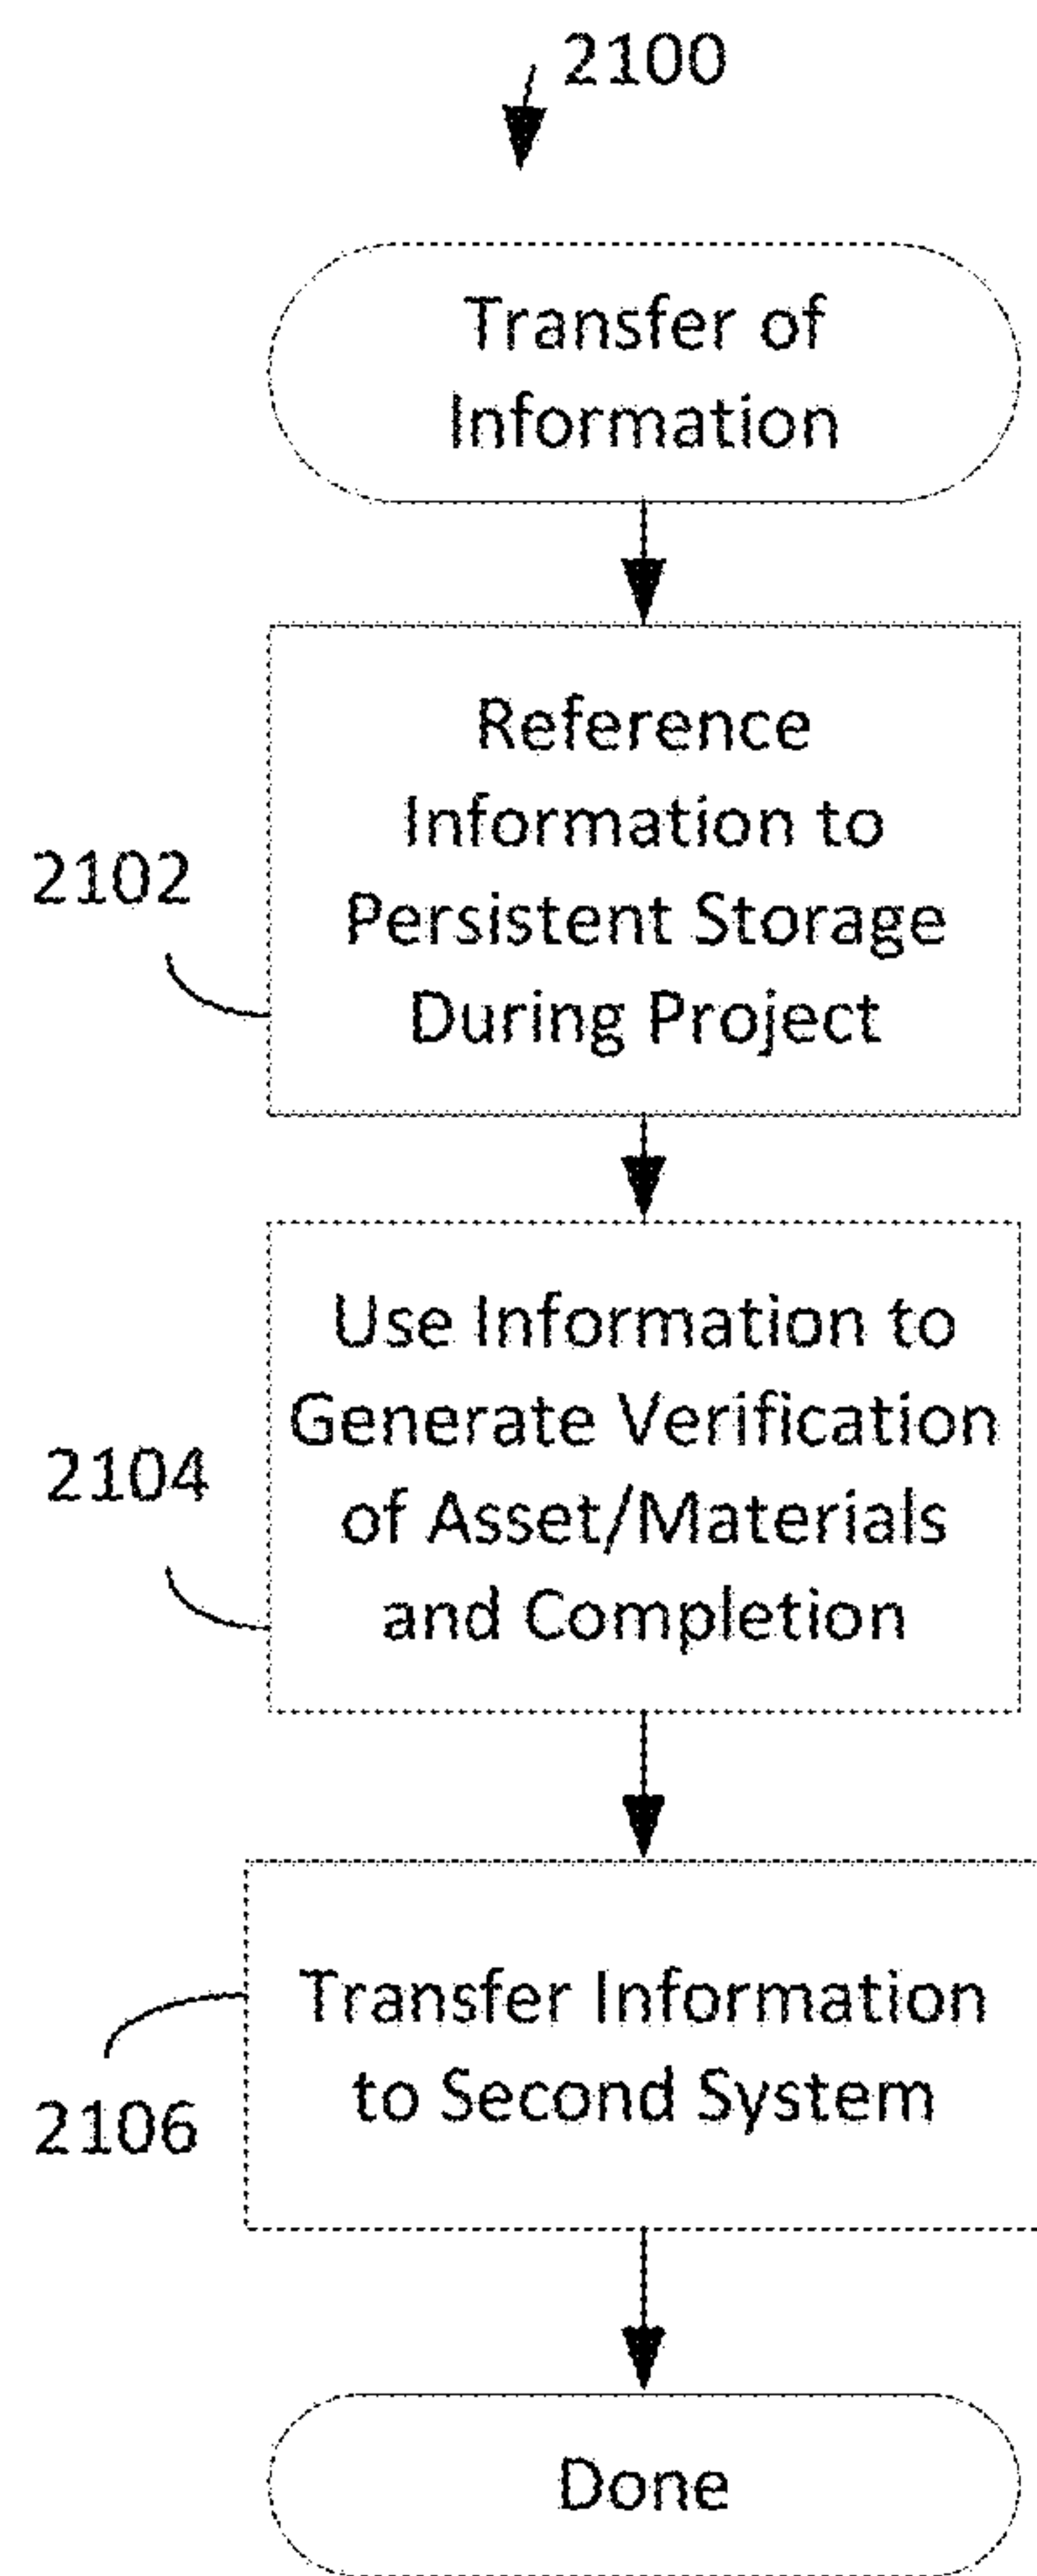 2100
Transfer of
Information
Reference
Information to
Persistent Storage
During Project
2102
Use Information to
Generate Verification
of Asset/Materials
and Completion
2104
Transfer Information
to Second System
2106
Done